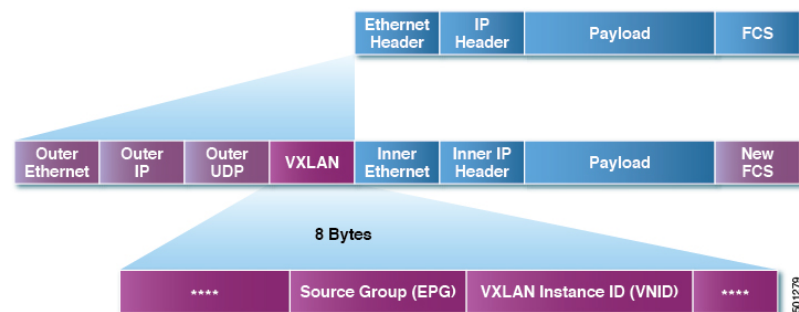 Ethernet Header
IP Header
Payload
FCS
Outer Ethernet
Outer IP
Outer UDP
VXLAN
Inner Ethernet
Inner IP Header
Payload
New FCS
8 Bytes
****
Source Group (EPG)
VXLAN Instance ID (VNID)
****
501279